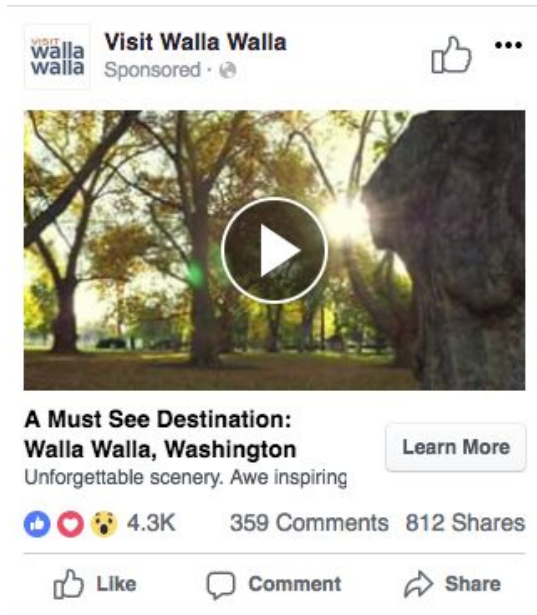 VISIT
walla
walla
Visit Walla Walla
Sponsored ·
A Must See Destination:
Walla Walla, Washington
Learn More
Unforgettable scenery. Awe inspiring
4.3K 359 Comments 812 Shares
Like Comment Share